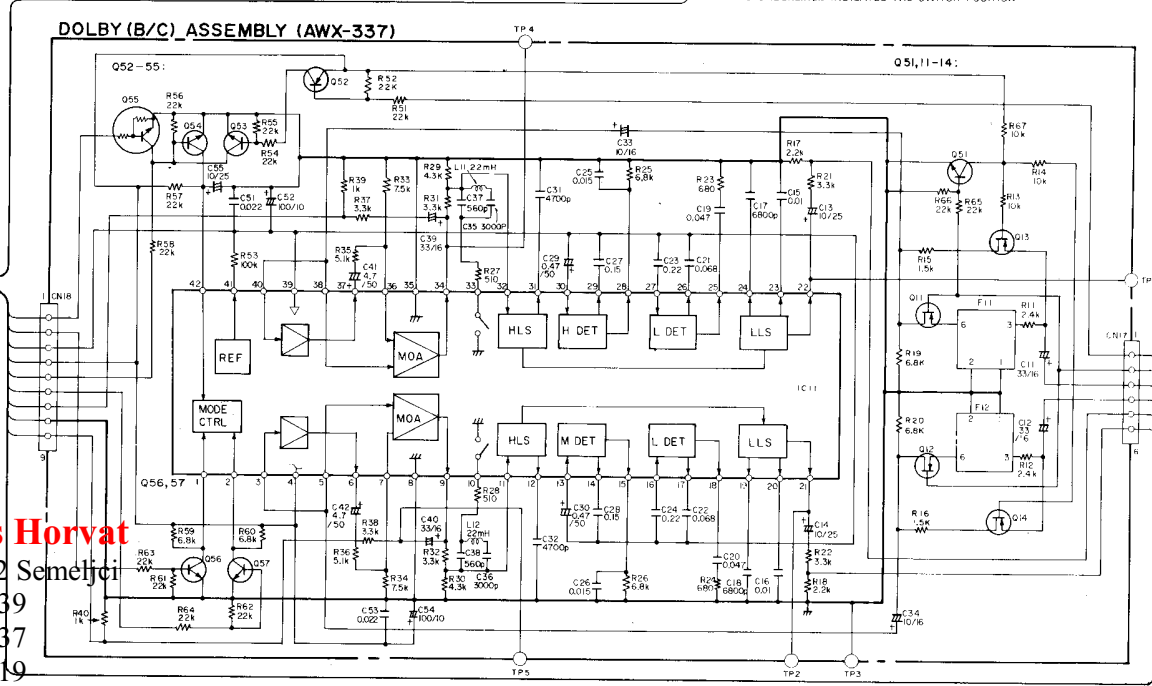 DOLBY (B/C) ASSEMBLY (AWX-337)
TP4
Q52-55:
Q51,11-14:
Q55
R56
22k
Q54
Q53
R55
22k
R54
22k
Q52
R52
22K
R51
22k
C55
10/25
R57
22k
C51
0.022
C52
100/10
R58
22k
R53
100k
R39
1k
R37
3.3k
R33
7.5k
R35
5.1k
C41
4.7
/50
R29
4.3k
R31
3.3k
C39
33/16
L11 22mH
C37
560p
C35 3000P
R27
510
C31
4700p
C33
10/16
C25
0.015
R25
6.8k
C29
0.47
/50
C27
0.15
C23
0.22
C21
0.068
R23
680
C19
0.047
C17
6800p
R17
2.2k
C15
0.01
R21
3.3k
C13
10/25
R67
10k
Q51
R14
10k
R66
22k
R65
22k
R13
10k
Q13
R15
1.5k
Q11
F11
R11
2.4k
6
3
2
1
C11
33/16
R19
6.8K
R20
6.8K
F12
2
6
3
C12
33
R12
2.4k
Q12
R16
1.5K
Q14
TP
CN17
1
6
1
CN18
9
42
41
40
39
38
37
36
35
34
33
32
31
30
29
28
27
26
25
24
23
22
REF
MODE
CTRL
MOA
MOA
HLS
H DET
L DET
LLS
IC11
HLS
M DET
L DET
LLS
Q56,57
1
2
3
4
5
6
7
8
9
10
11
12
13
14
15
16
17
18
19
20
21
R59
6.8k
R60
6.8k
R63
22k
Q56
Q57
R61
22k
R40
1k
R64
22k
R62
22k
C42
4.7
/50
R38
3.3k
R36
5.1k
R34
7.5k
C53
0.022
C54
100/10
C40
33/16
R32
3.3k
R30
4.3k
R28
510
L12
22mH
C38
560p
C36
3000p
C32
4700p
C30
0.47
/50
C28
0.15
C24
0.22
C22
0.068
C26
0.015
R26
6.8k
C20
0.047
R24
680
C18
6800p
C16
0.01
C14
10/25
R22
3.3k
R18
2.2k
C34
10/16
TP5
TP2
TP3
s Horvat
2 Semeljci
39
37
19